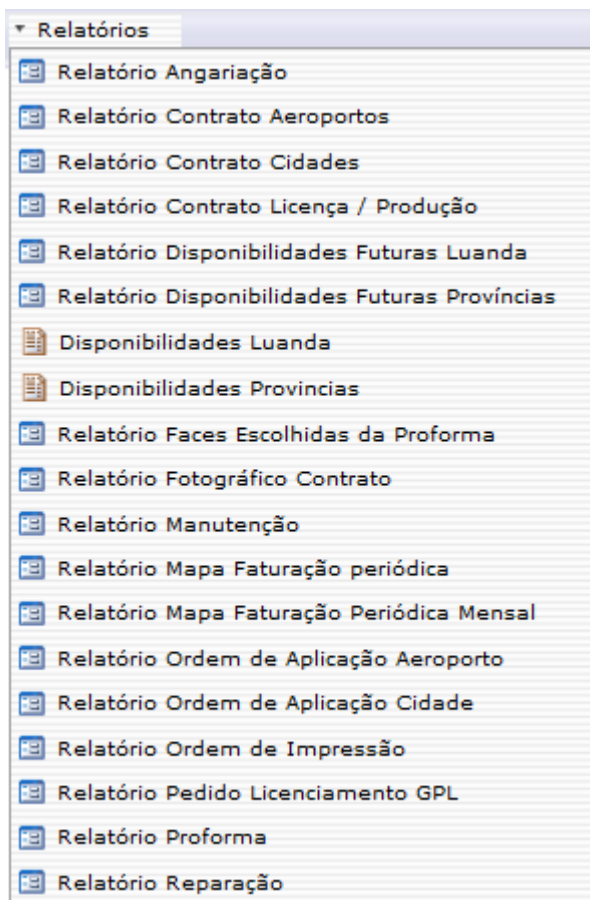 Relatórios
Relatório Angariação
Relatório Contrato Aeroportos
Relatório Contrato Cidades
Relatório Contrato Licença / Produção
Relatório Disponibilidades Futuras Luanda
Relatório Disponibilidades Futuras Províncias
Disponibilidades Luanda
Disponibilidades Provincias
Relatório Faces Escolhidas da Proforma
Relatório Fotográfico Contrato
Relatório Manutenção
Relatório Mapa Faturação periódica
Relatório Mapa Faturação Periódica Mensal
Relatório Ordem de Aplicação Aeroporto
Relatório Ordem de Aplicação Cidade
Relatório Ordem de Impressão
Relatório Pedido Licenciamento GPL
Relatório Proforma
Relatório Reparação